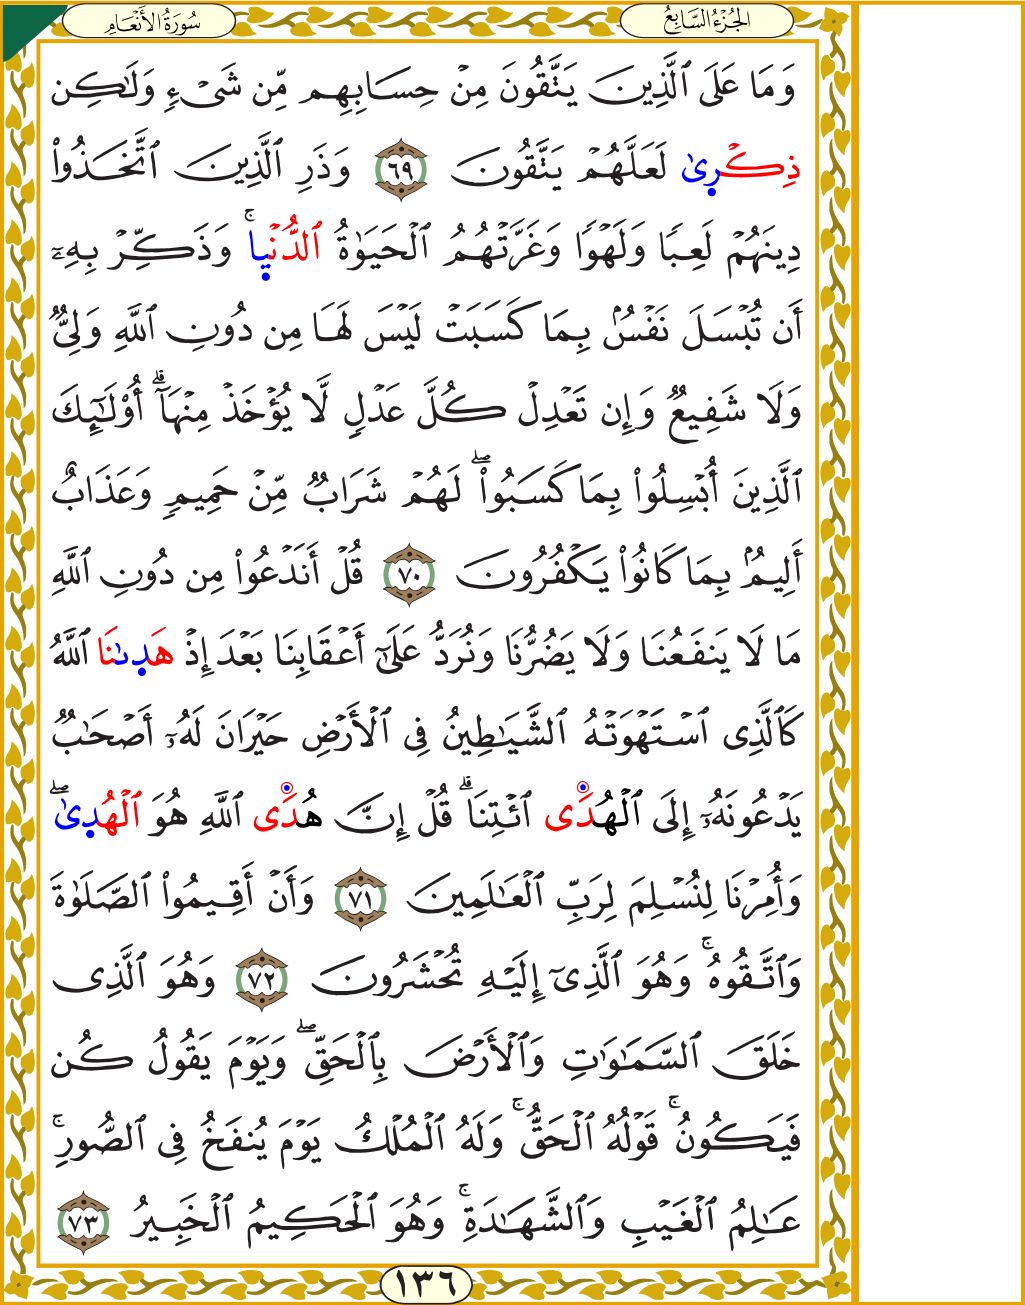 الجُزْءُ السَّابِعُ
سُورَةُ الأَنْعَامِ
وَمَا عَلَى ٱلَّذِينَ يَتَّقُونَ مِنْ حِسَابِهِم مِّن شَىْءٍ وَلَٰكِن
ذِكْرِىٰ لَعَلَّهُمْ يَتَّقُونَ ٦٩ وَذَرِ ٱلَّذِينَ ٱتَّخَذُوا۟
دِينَهُمْ لَعِبًا وَلَهْوًا وَغَرَّتْهُمُ ٱلْحَيَوٰةُ ٱلدُّنْيِا ۚ وَذَكِّرْ بِهِۦٓ
أَن تُبْسَلَ نَفْسٌۢ بِمَا كَسَبَتْ لَيْسَ لَهَا مِن دُونِ ٱللَّهِ وَلِىٌّ
وَلَا شَفِيعٌ وَإِن تَعْدِلْ كُلَّ عَدْلٍ لَّا يُؤْخَذْ مِنْهَآ ۗ أُو۟لَٰٓئِكَ
ٱلَّذِينَ أُبْسِلُوا۟ بِمَا كَسَبُوا۟ ۖ لَهُمْ شَرَابٌ مِّنْ حَمِيمٍ وَعَذَابٌ
أَلِيمٌۢ بِمَا كَانُوا۟ يَكْفُرُونَ ٧٠ قُلْ أَنَدْعُوا۟ مِن دُونِ ٱللَّهِ
مَا لَا يَنفَعُنَا وَلَا يَضُرُّنَا وَنُرَدُّ عَلَىٰٓ أَعْقَابِنَا بَعْدَ إِذْ هَدِىٰنَا ٱللَّهُ
كَٱلَّذِى ٱسْتَهْوَتْهُ ٱلشَّيَٰطِينُ فِى ٱلْأَرْضِ حَيْرَانَ لَهُۥٓ أَصْحَٰبٌ
يَدْعُونَهُۥٓ إِلَى ٱلْهُدَى ٱئْتِنَا ۗ قُلْ إِنَّ هُدَى ٱللَّهِ هُوَ ٱلْهُدِىٰ ۖ
وَأُمِرْنَا لِنُسْلِمَ لِرَبِّ ٱلْعَٰلَمِينَ ٧١ وَأَنْ أَقِيمُوا۟ ٱلصَّلَوٰةَ
وَٱتَّقُوهُ ۚ وَهُوَ ٱلَّذِىٓ إِلَيْهِ تُحْشَرُونَ ٧٢ وَهُوَ ٱلَّذِى
خَلَقَ ٱلسَّمَٰوَٰتِ وَٱلْأَرْضَ بِٱلْحَقِّ ۖ وَيَوْمَ يَقُولُ كُن
فَيَكُونُ ۚ قَوْلُهُ ٱلْحَقُّ ۚ وَلَهُ ٱلْمُلْكُ يَوْمَ يُنفَخُ فِى ٱلصُّورِ ۚ
عَٰلِمُ ٱلْغَيْبِ وَٱلشَّهَٰدَةِ ۚ وَهُوَ ٱلْحَكِيمُ ٱلْخَبِيرُ ٧٣
١٣٦